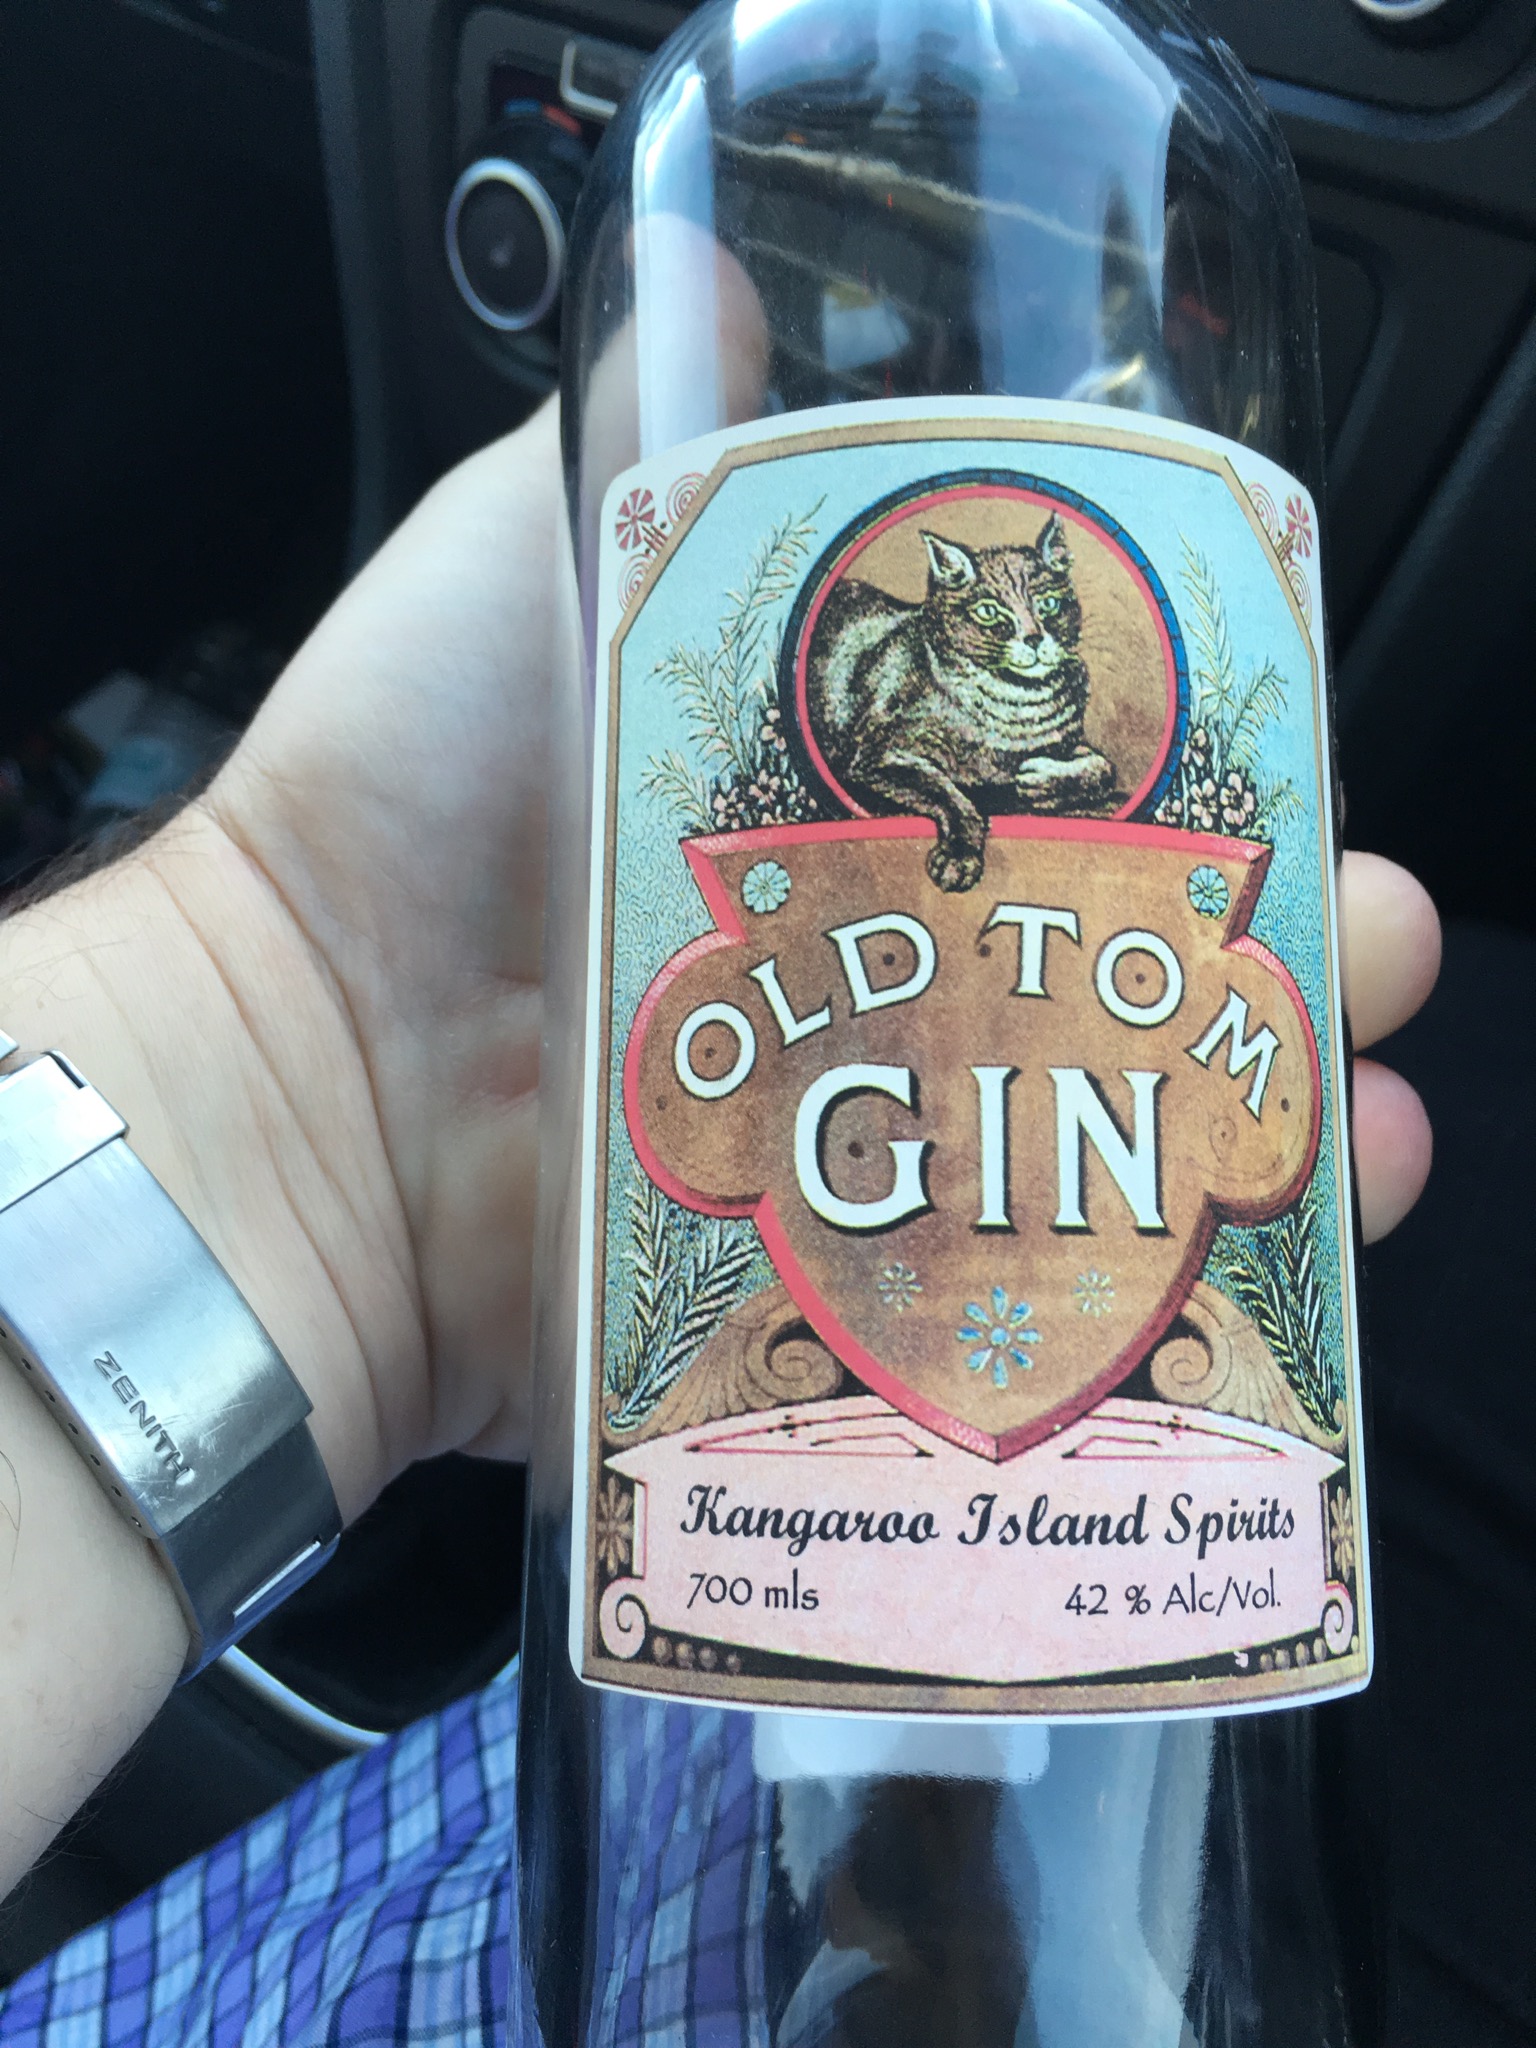 OLD TOM
GIN
Kangaroo Island Spirits
700 mls 42 % Alc/Vol.
ZENITH